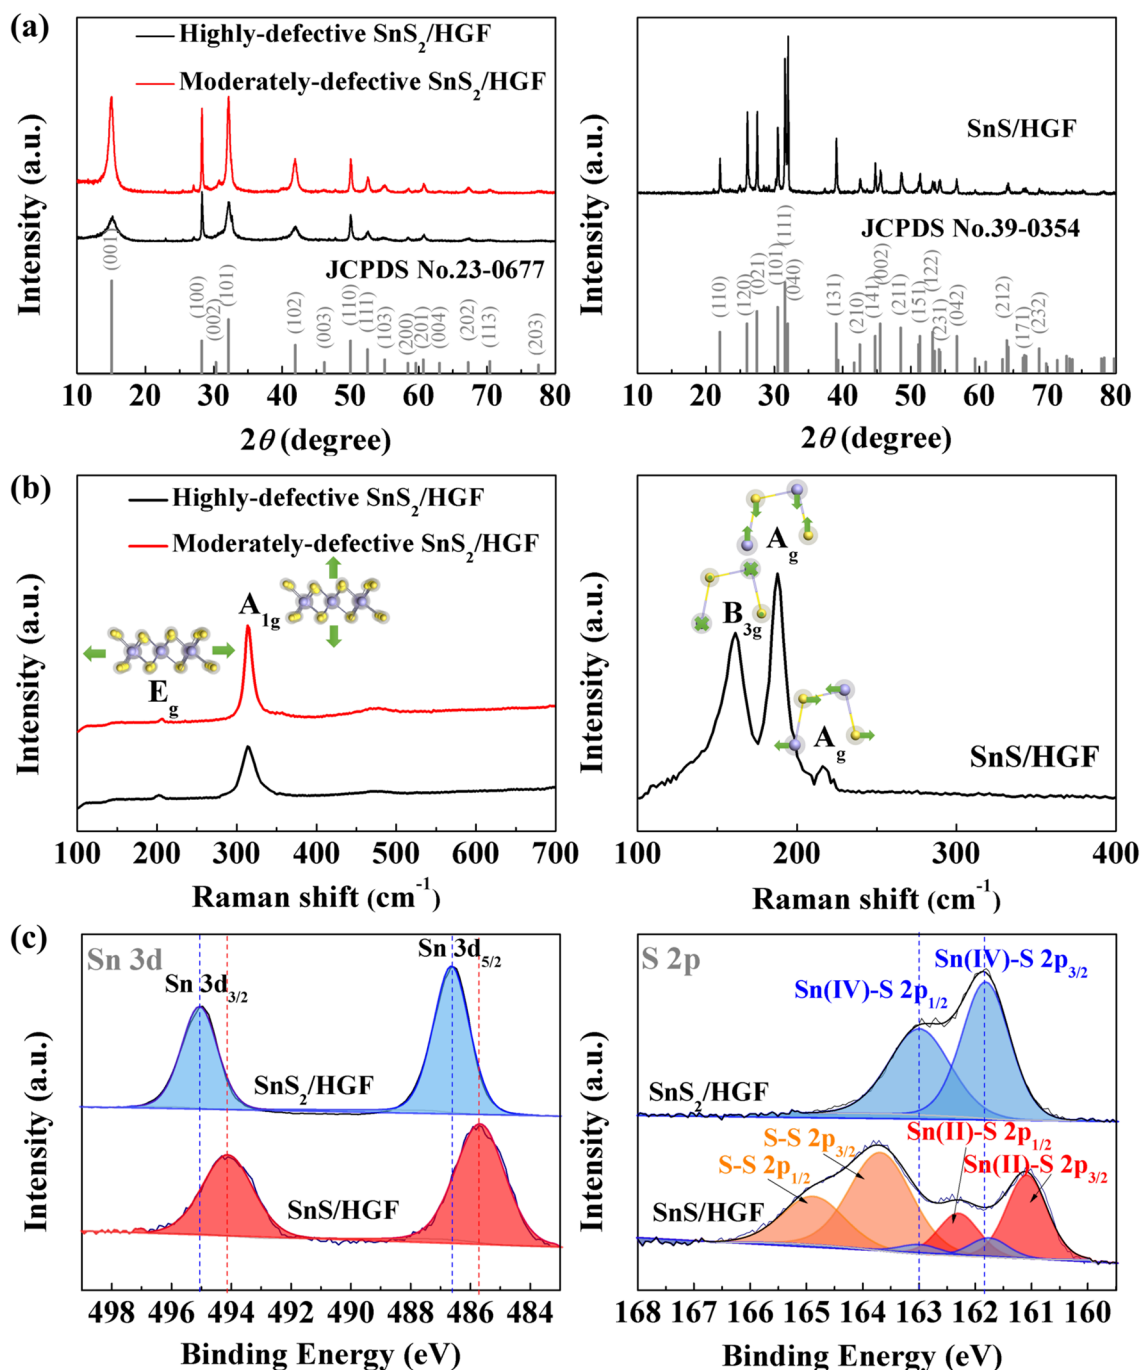 (a)
Highly-defective SnS2/HGF
Moderately-defective SnS2/HGF
Intensity (a.u.)
JCPDS No.23-0677
(001)
(100)
(002)
(101)
(102)
(003)
(110)
(111)
(103)
(200)
(201)
(004)
(202)
(113)
(203)
10 20 30 40 50 60 70 80
2θ (degree)
Intensity (a.u.)
SnS/HGF
JCPDS No.39-0354
(110)
(120)
(021)
(101)
(111)
(040)
(131)
(210)
(141)
(002)
(211)
(151)
(122)
(231)
(042)
(212)
(171)
(232)
10 20 30 40 50 60 70 80
2θ (degree)
(b)
Highly-defective SnS2/HGF
Moderately-defective SnS2/HGF
Intensity (a.u.)
A1g
Eg
100 200 300 400 500 600 700
Raman shift (cm-1)
Intensity (a.u.)
Ag
B3g
Ag
SnS/HGF
100 200 300 400
Raman shift (cm-1)
(c)
Sn 3d
Sn 3d5/2
Sn 3d3/2
SnS2/HGF
SnS/HGF
Intensity (a.u.)
498 496 494 492 490 488 486 484
Binding Energy (eV)
S 2p
Sn(IV)-S 2p3/2
Sn(IV)-S 2p1/2
SnS2/HGF
S-S 2p3/2
Sn(II)-S 2p1/2
S-S 2p1/2
Sn(II)-S 2p3/2
SnS/HGF
Intensity (a.u.)
168 167 166 165 164 163 162 161 160
Binding Energy (eV)